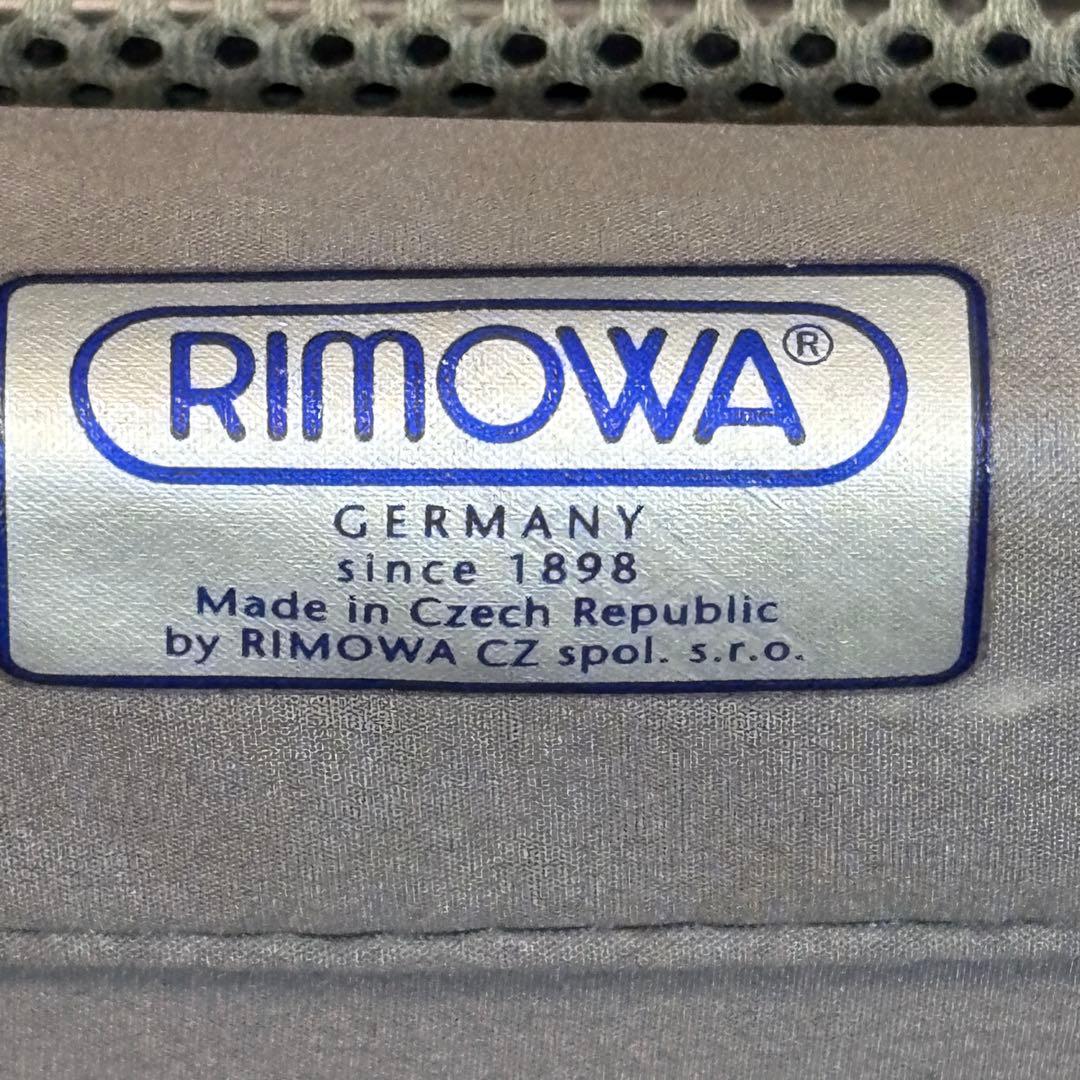 RIMOWA®
GERMANY
since 1898
Made in Czech Republic
by RIMOWA CZ spol. s.r.o.